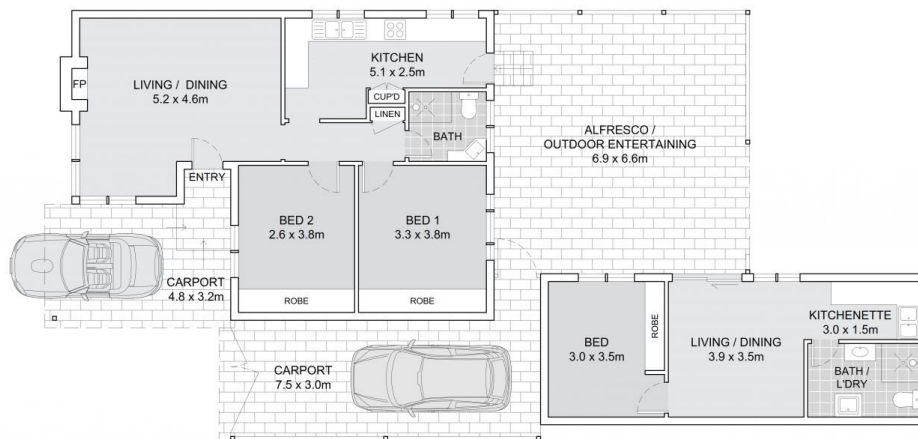 KITCHEN
5.1 x 2.5m
LIVING / DINING
5.2 x 4.6m
FP
CUP'D
LINEN
BATH
ALFRESCO /
OUTDOOR ENTERTAINING
6.9 x 6.6m
ENTRY
BED 2
2.6 x 3.8m
BED 1
3.3 x 3.8m
CARPORT
4.8 x 3.2m
ROBE
ROBE
KITCHENETTE
3.0 x 1.5m
BED
3.0 x 3.5m
ROBE
LIVING / DINING
3.9 x 3.5m
BATH /
L'DRY
CARPORT
7.5 x 3.0m